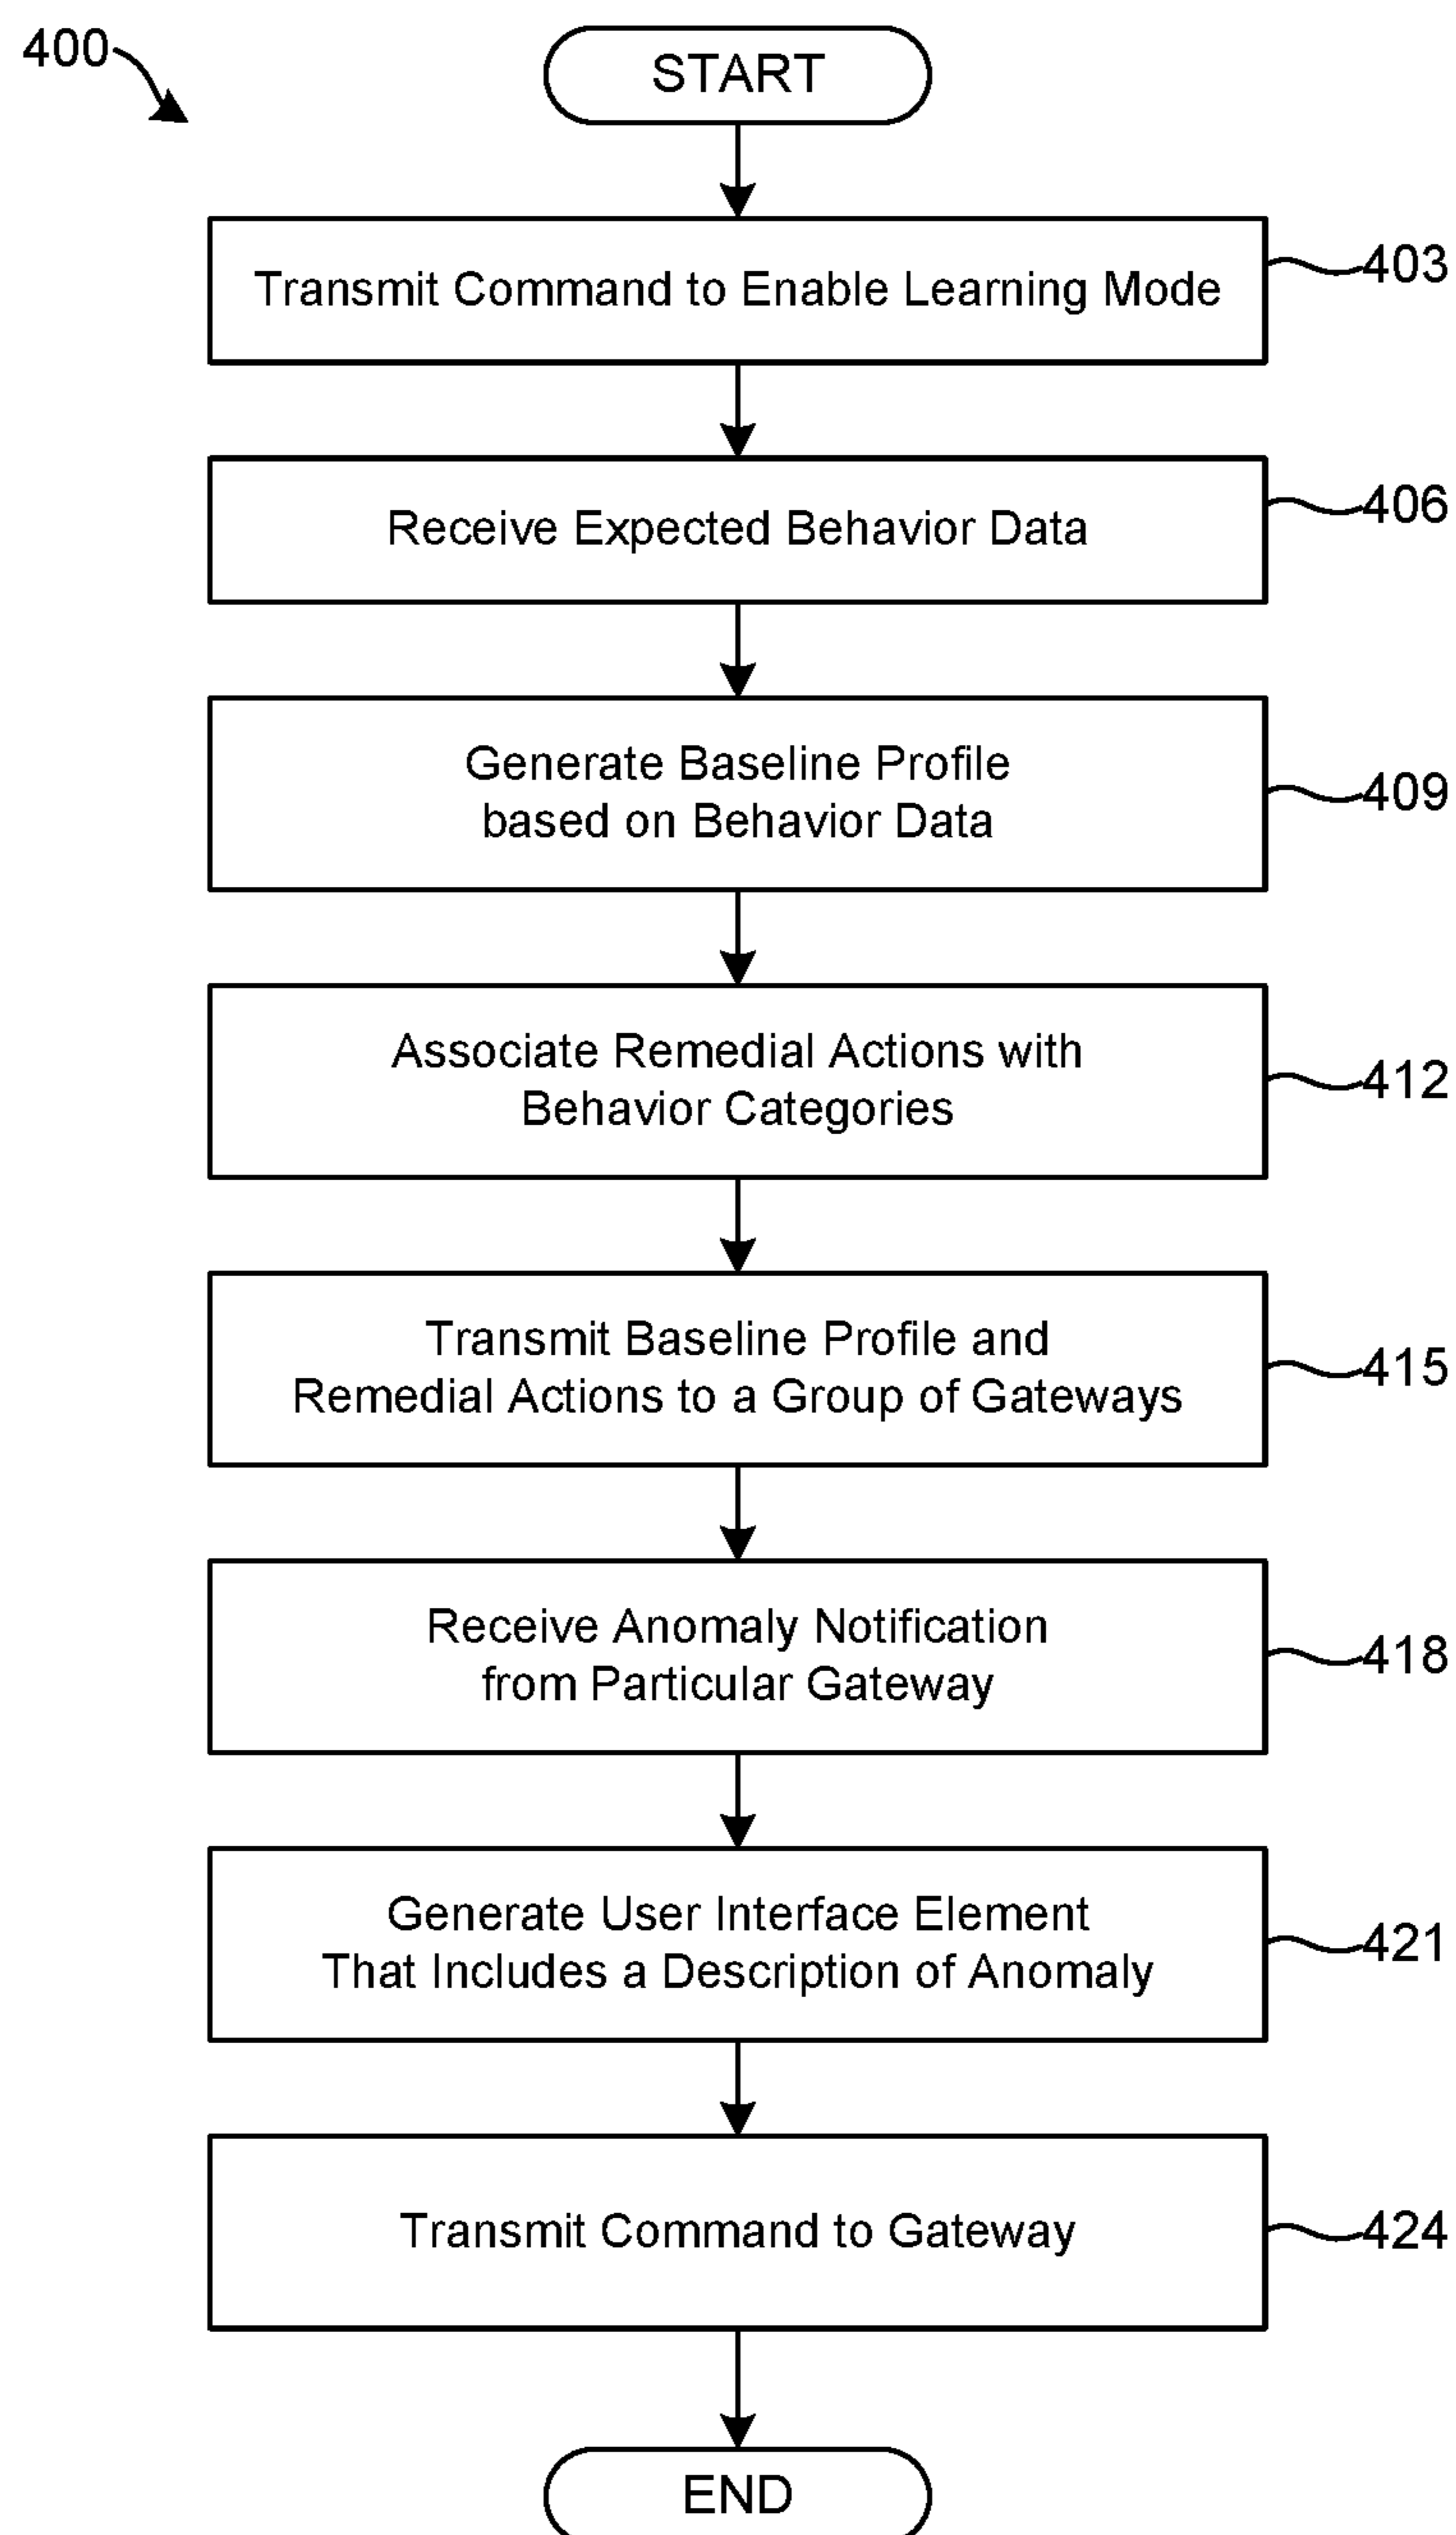 400
START
Transmit Command to Enable Learning Mode
403
Receive Expected Behavior Data
406
Generate Baseline Profile
based on Behavior Data
409
Associate Remedial Actions with
Behavior Categories
412
Transmit Baseline Profile and
Remedial Actions to a Group of Gateways
415
Receive Anomaly Notification
from Particular Gateway
418
Generate User Interface Element
That Includes a Description of Anomaly
421
Transmit Command to Gateway
424
END